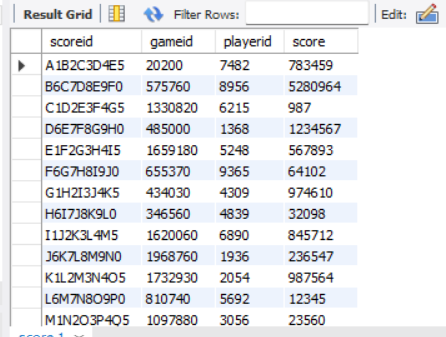 Result Grid Filter Rows: Edit:
scoreid gameid playerid score
A1B2C3D4E5 20200 7482 783459
B6C7D8E9F0 575760 8956 5280964
C1D2E3F4G5 1330820 6215 987
D6E7F8G9H0 485000 1368 1234567
E1F2G3H4I5 1659180 5248 567893
F6G7H8I9J0 655370 9365 64102
G1H2I3J4K5 434030 4309 974610
H6I7J8K9L0 346560 4839 32098
I1J2K3L4M5 1620060 6890 845712
J6K7L8M9N0 1968760 1936 236547
K1L2M3N4O5 1732930 2054 987564
L6M7N8O9P0 810740 5692 12345
M1N2O3P4Q5 1097880 3056 23560
score 1